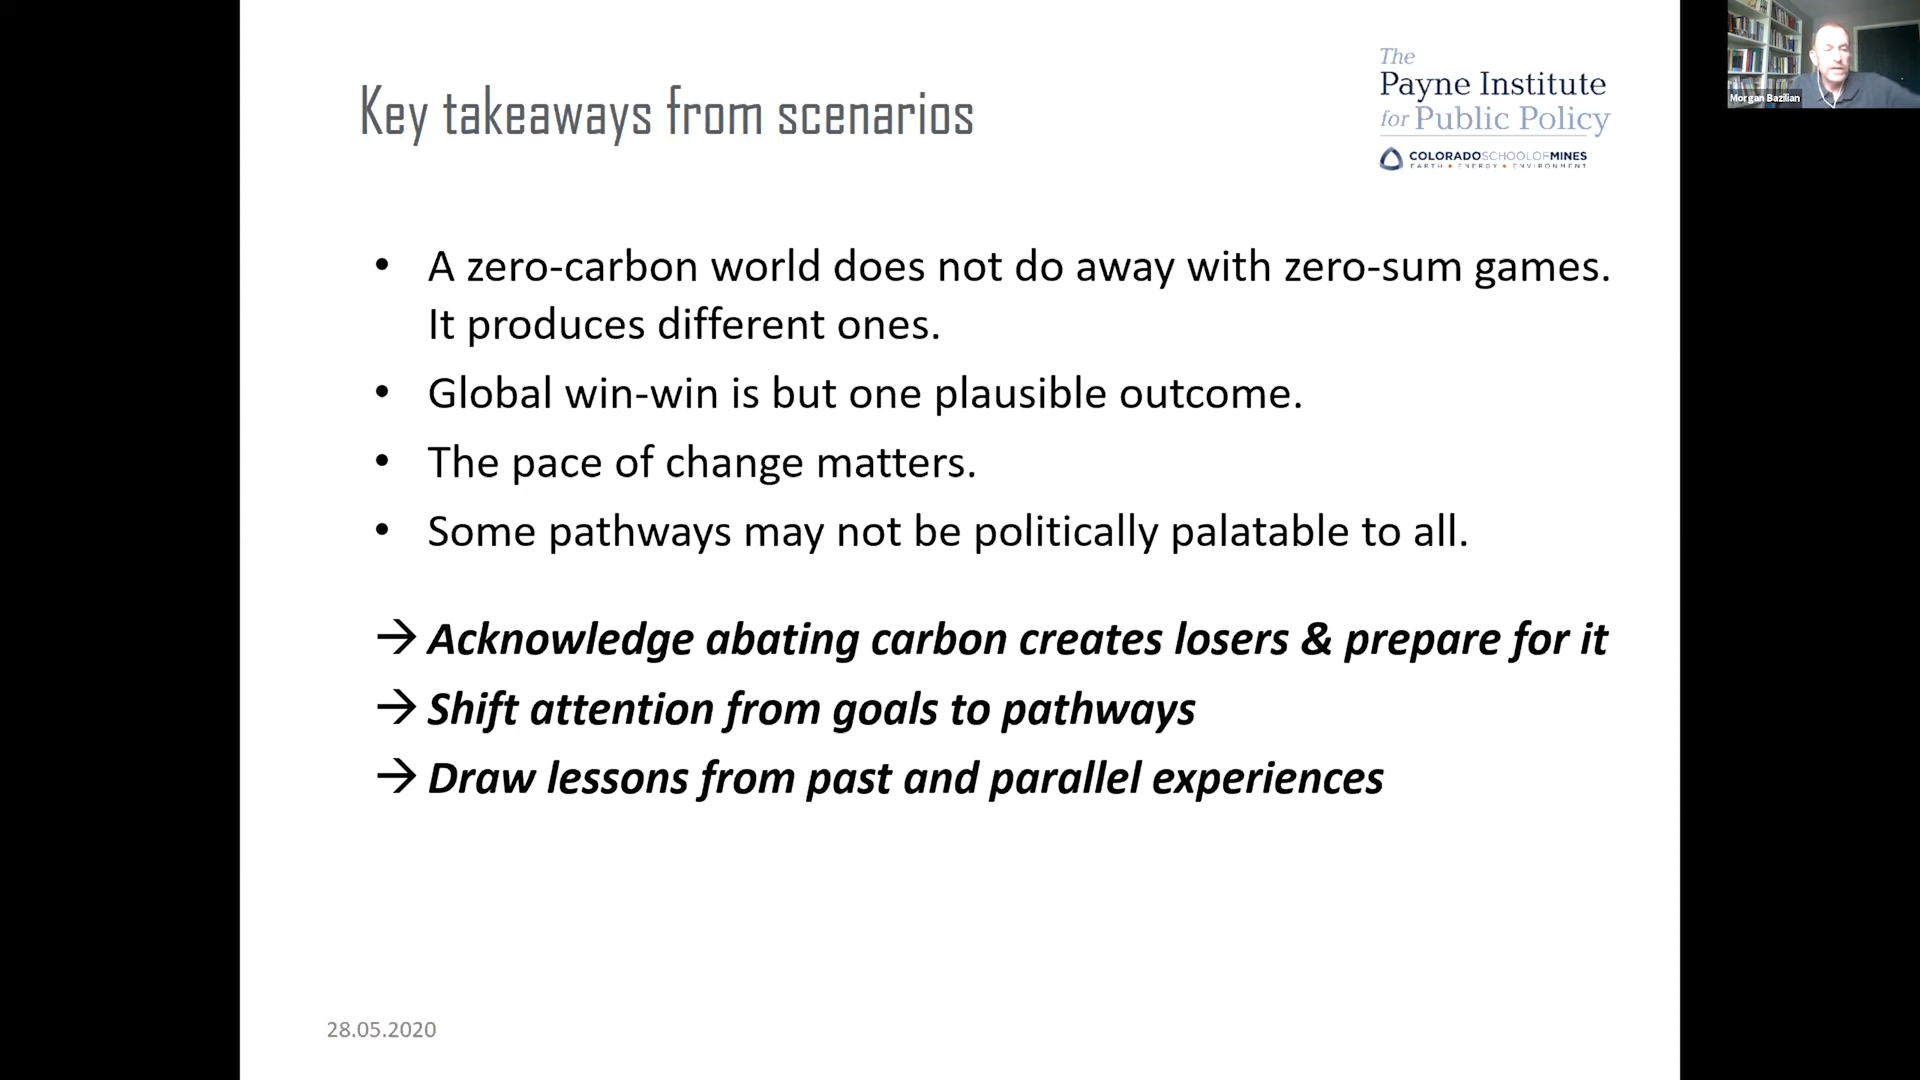 Key takeaways from scenarios
The
Payne Institute
for Public Policy
COLORADOSCHOOLOFMINES
EARTH • ENERGY • ENVIRONMENT
Morgan Bazilian
• A zero-carbon world does not do away with zero-sum games.
It produces different ones.
• Global win-win is but one plausible outcome.
• The pace of change matters.
• Some pathways may not be politically palatable to all.
→ Acknowledge abating carbon creates losers & prepare for it
→ Shift attention from goals to pathways
→ Draw lessons from past and parallel experiences
28.05.2020